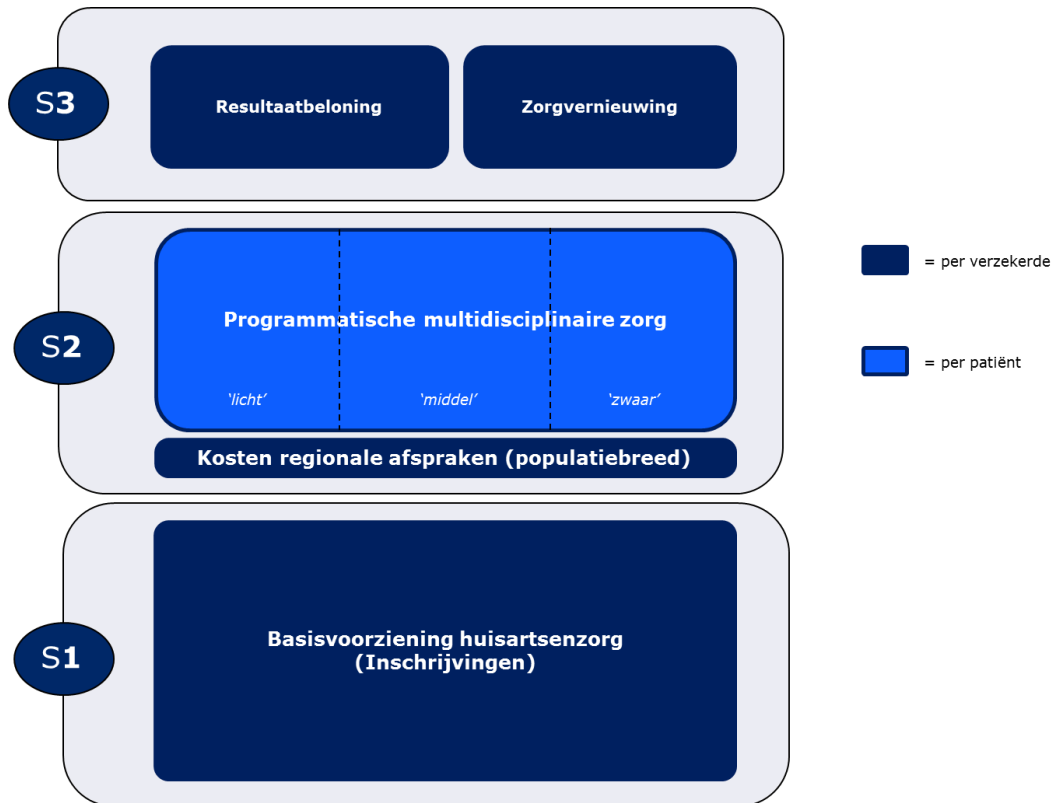 S3
Resultaatbeloning
Zorgvernieuwing
S2
Programmatische multidisciplinaire zorg
‘licht’
‘middel’
‘zwaar’
Kosten regionale afspraken (populatiebreed)
= per verzekerde
= per patiënt
S1
Basisvoorziening huisartsenzorg
(Inschrijvingen)